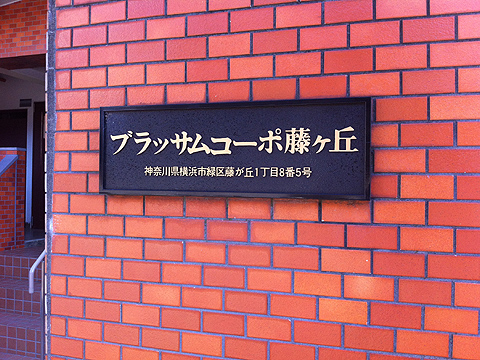 ブラッサムコーポ藤ヶ丘
神奈川県横浜市緑区藤が丘1丁目8番5号